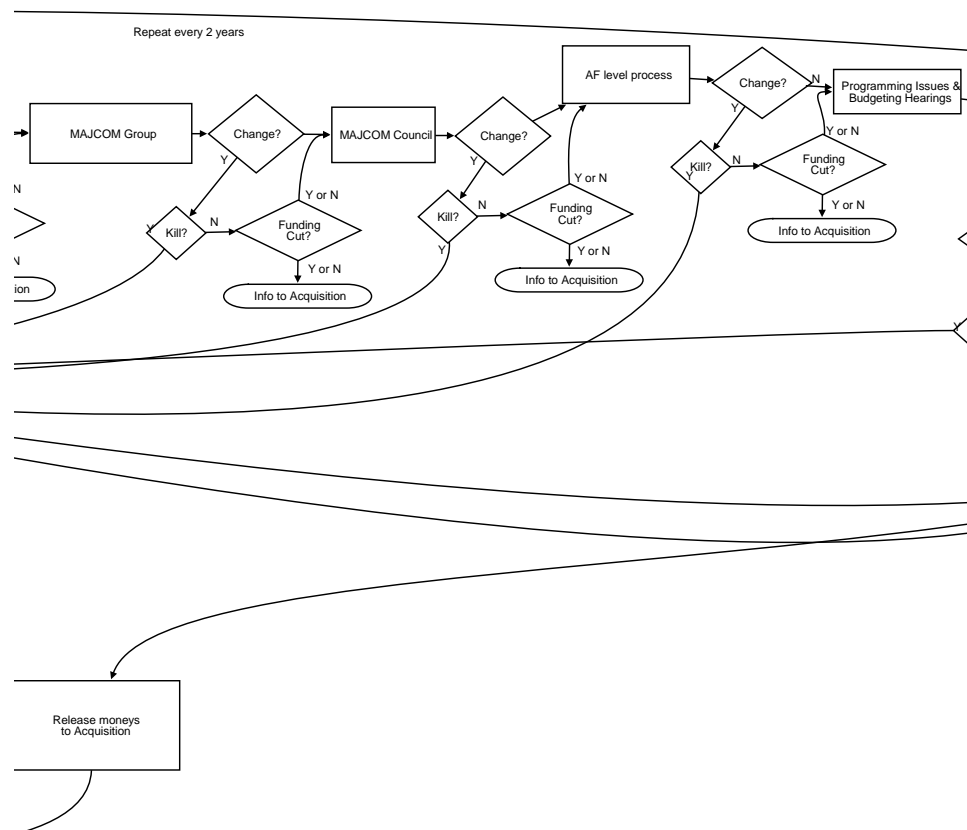 Repeat every 2 years
AF level process
Change?
N
Programming Issues &
Budgeting Hearings
Y
MAJCOM Group
Change?
MAJCOM Council
Change?
Y
Y
Y or N
Kill?
Y
N
Funding
Cut?
Y or N
Info to Acquisition
N
Y
Kill?
N
Y or N
Funding
Cut?
Y or N
Info to Acquisition
Kill?
Y
N
Y or N
Funding
Cut?
Y or N
Info to Acquisition
N
ion
Y
Release moneys
to Acquisition